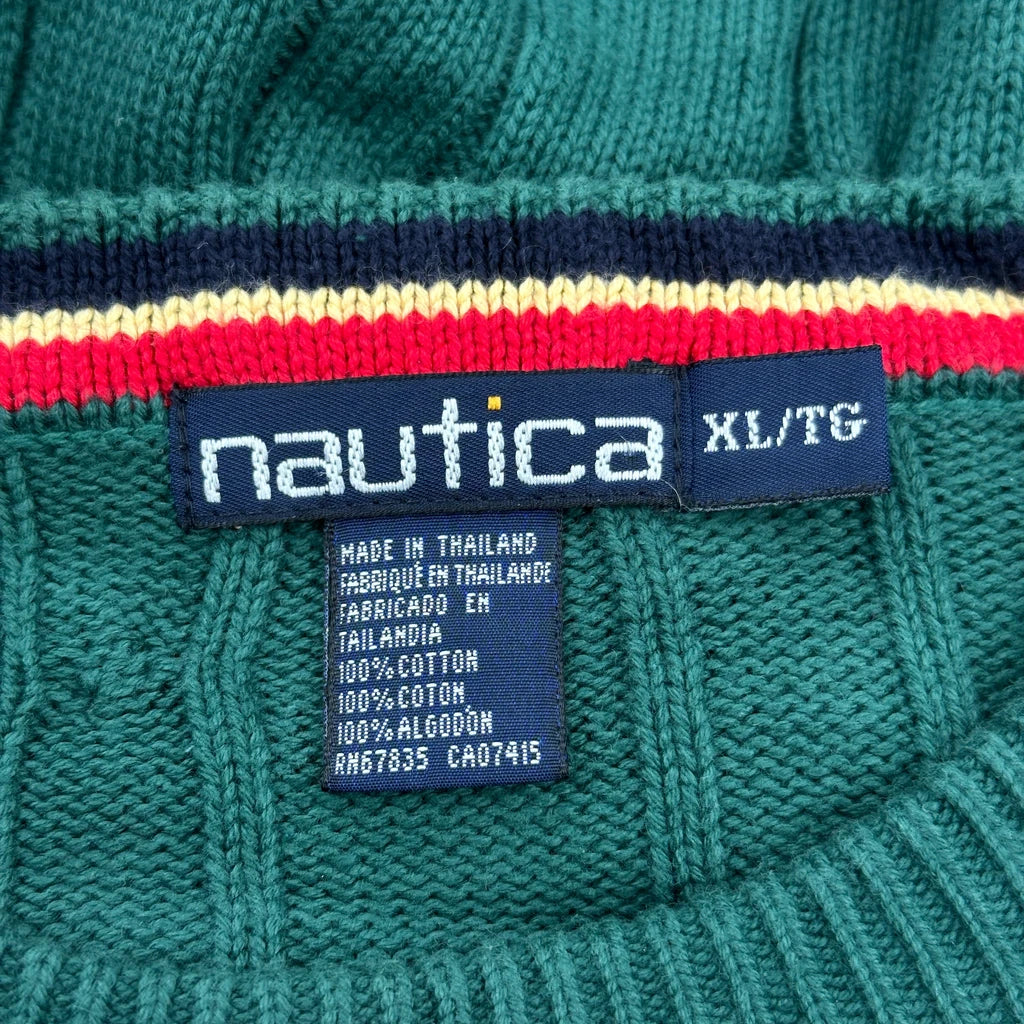 nautica
XL/TG
MADE IN THAILAND
FABRIQUÉ EN THAILANDE
FABRICADO EN
TAILANDIA
100% COTTON
100% COTON
100% ALGODÓN
RN67835 CA07415